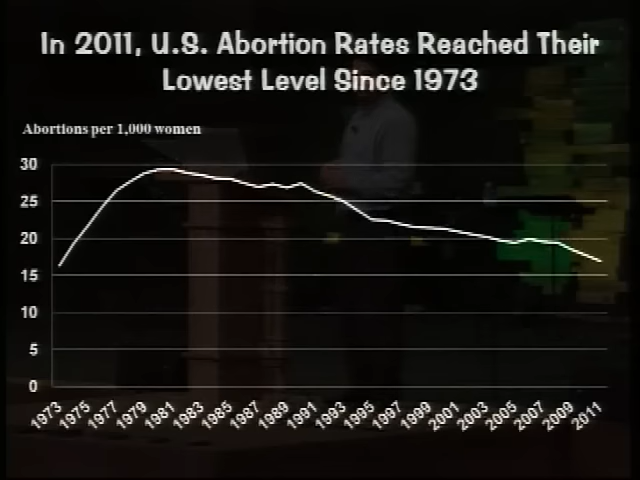 In 2011, U.S. Abortion Rates Reached Their
Lowest Level Since 1973
Abortions per 1,000 women
30
25
20
15
10
5
0
1973 1975 1977 1979 1981 1983 1985 1987 1989 1991 1993 1995 1997 1999 2001 2003 2005 2007 2009 2011